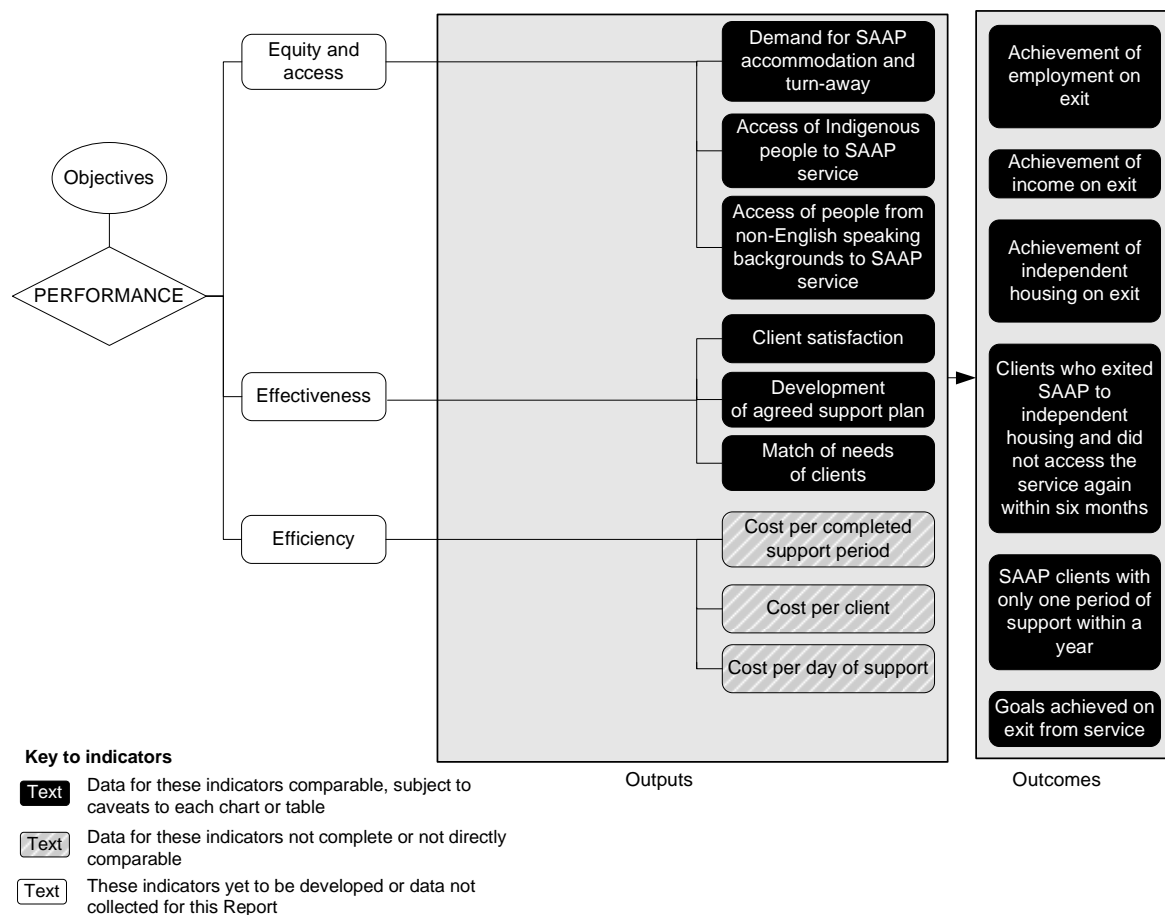 Objectives
PERFORMANCE
Equity and
access
Effectiveness
Efficiency
Demand for SAAP
accommodation and
turn-away
Access of Indigenous
people to SAAP
service
Access of people from
non-English speaking
backgrounds to SAAP
service
Client satisfaction
Development
of agreed support plan
Match of needs
of clients
Cost per completed
support period
Cost per client
Cost per day of support
Outputs
Achievement of
employment on
exit
Achievement of
income on exit
Achievement of
independent
housing on exit
Clients who exited
SAAP to
independent
housing and did
not access the
service again
within six months
SAAP clients with
only one period of
support within a
year
Goals achieved on
exit from service
Outcomes
Key to indicators
Text
Data for these indicators comparable, subject to
caveats to each chart or table
Text
Data for these indicators not complete or not directly
comparable
Text
These indicators yet to be developed or data not
collected for this Report